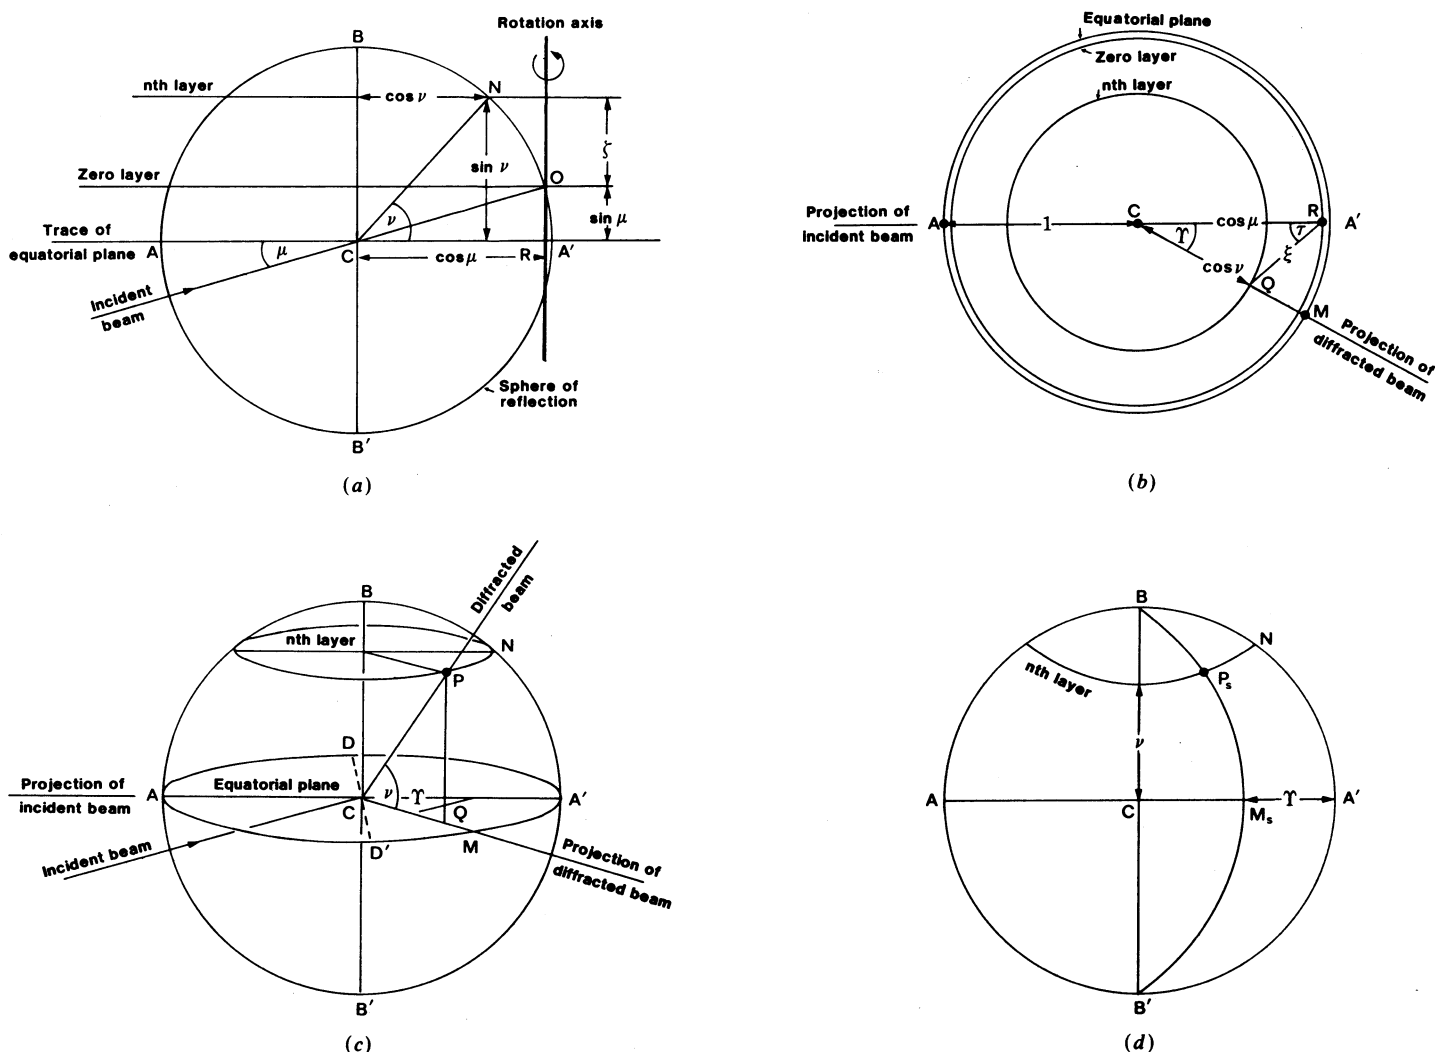 Rotation axis
B
nth layer
cos ν
N
ζ
sin ν
Zero layer
O
ν
sin μ
Trace of
equatorial plane
A
μ
C
cos μ
R
A′
Incident
beam
Sphere of
reflection
B′
(a)
Equatorial plane
Zero layer
nth layer
Projection of
incident beam
A
1
C
ϒ
cos μ
R
τ
A′
ξ
cos ν
Q
M
Projection of
diffracted beam
(b)
Diffracted
beam
B
nth layer
N
P
D
Projection of
incident beam
A
Equatorial plane
ν
ϒ
A′
C
Q
Incident beam
D′
M
Projection of
diffracted beam
B′
(c)
B
N
nth layer
Ps
ν
A
C
Ms
ϒ
A′
B′
(d)